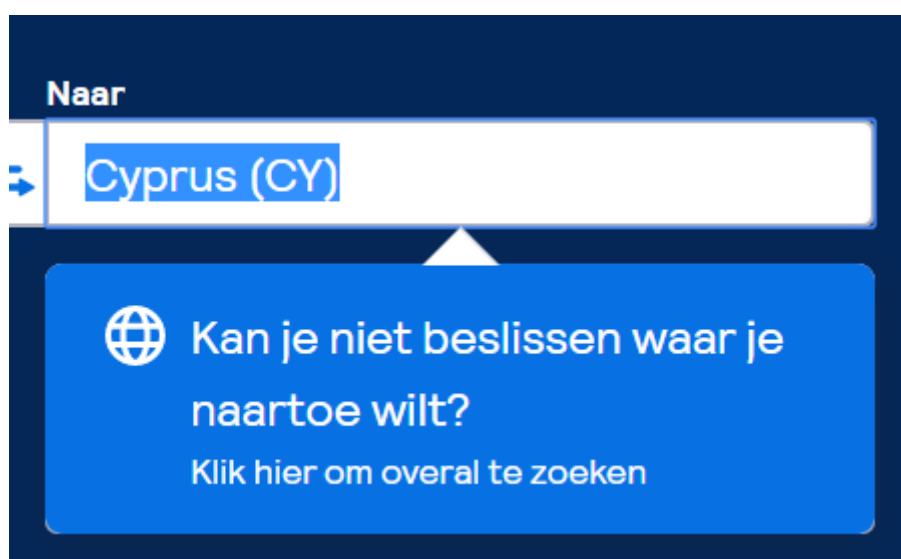 Naar
Cyprus (CY)
Kan je niet beslissen waar je
naartoe wilt?
Klik hier om overal te zoeken